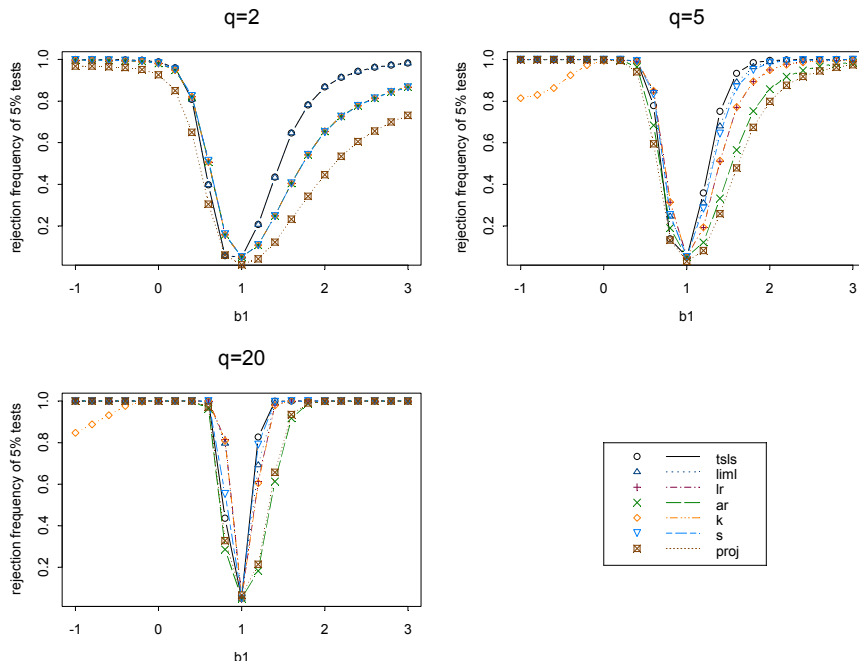 q=2
rejection frequency of 5% tests
1.0
0.8
0.6
0.4
0.2
-1
0
1
2
3
b1
q=5
rejection frequency of 5% tests
1.0
0.8
0.6
0.4
0.2
-1
0
1
2
3
b1
q=20
rejection frequency of 5% tests
1.0
0.8
0.6
0.4
0.2
-1
0
1
2
3
b1
tsls
liml
lr
ar
k
s
proj